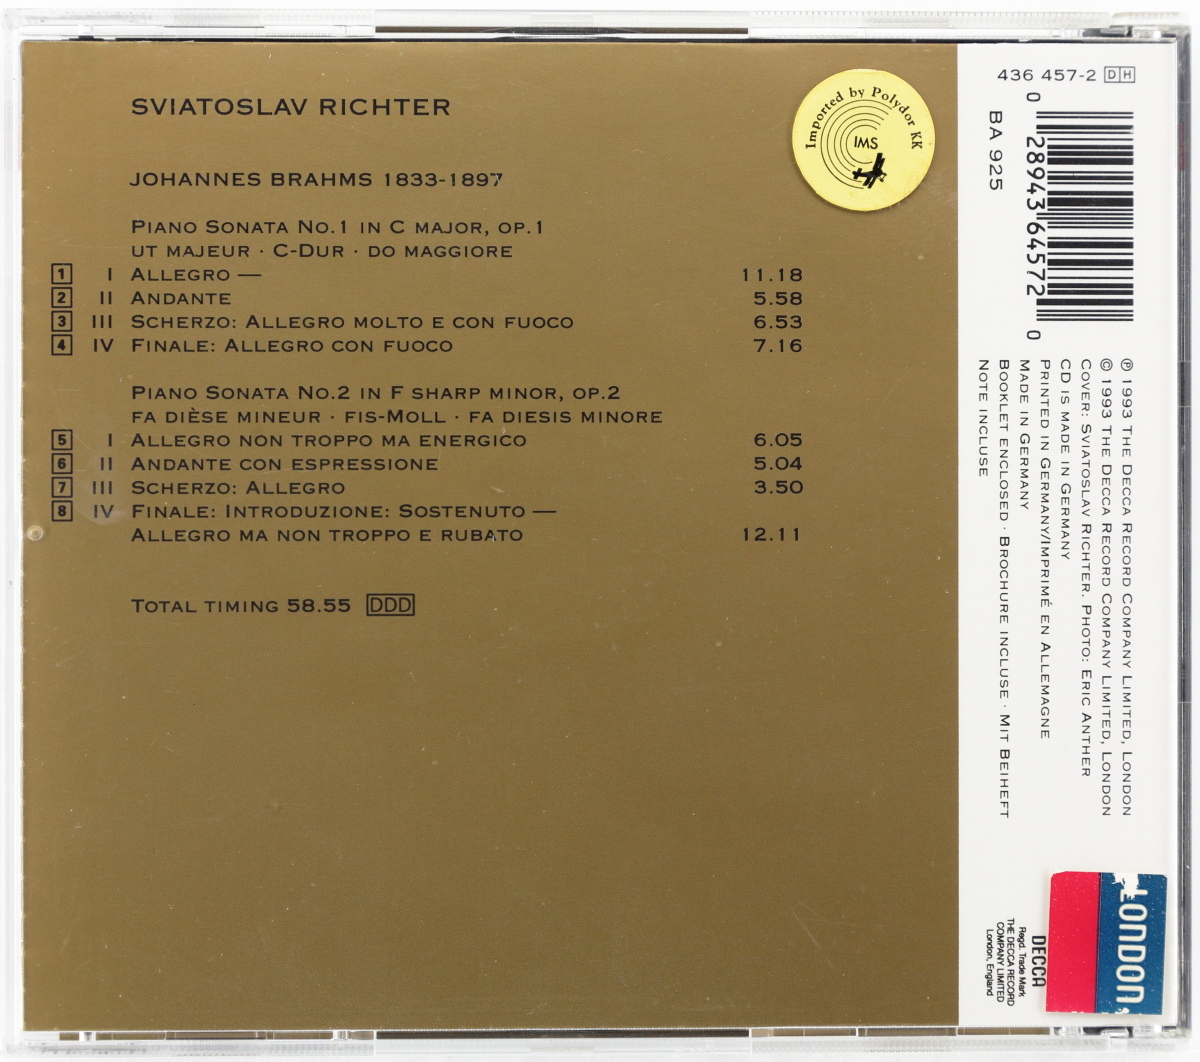 SVIATOSLAV RICHTER
JOHANNES BRAHMS 1833-1897
PIANO SONATA NO.1 IN C MAJOR, OP.1
UT MAJEUR · C-DUR · DO MAGGIORE
1 I ALLEGRO — 11.18
2 II ANDANTE 5.58
3 III SCHERZO: ALLEGRO MOLTO E CON FUOCO 6.53
4 IV FINALE: ALLEGRO CON FUOCO 7.16
PIANO SONATA NO.2 IN F SHARP MINOR, OP.2
FA DIÈSE MINEUR · FIS-MOLL · FA DIESIS MINORE
5 I ALLEGRO NON TROPPO MA ENERGICO 6.05
6 II ANDANTE CON ESPRESSIONE 5.04
7 III SCHERZO: ALLEGRO 3.50
8 IV FINALE: INTRODUZIONE: SOSTENUTO —
ALLEGRO MA NON TROPPO E RUBATO 12.11
TOTAL TIMING 58.55 DDD
Imported by Polydor KK
IMS
436 457-2 DH
BA 925
0 28943 64572 0
℗ 1993 THE DECCA RECORD COMPANY LIMITED, LONDON
© 1993 THE DECCA RECORD COMPANY LIMITED, LONDON
COVER: SVIATOSLAV RICHTER. PHOTO: ERIC ANTHER
CD IS MADE IN GERMANY
PRINTED IN GERMANY/IMPRIMÉ EN ALLEMAGNE
MADE IN GERMANY
BOOKLET ENCLOSED · BROCHURE INCLUSE · MIT BEIHEFT
NOTE INCLUSE
LONDON
DECCA
Regd. Trade Mark
THE DECCA RECORD
COMPANY LIMITED
London, England